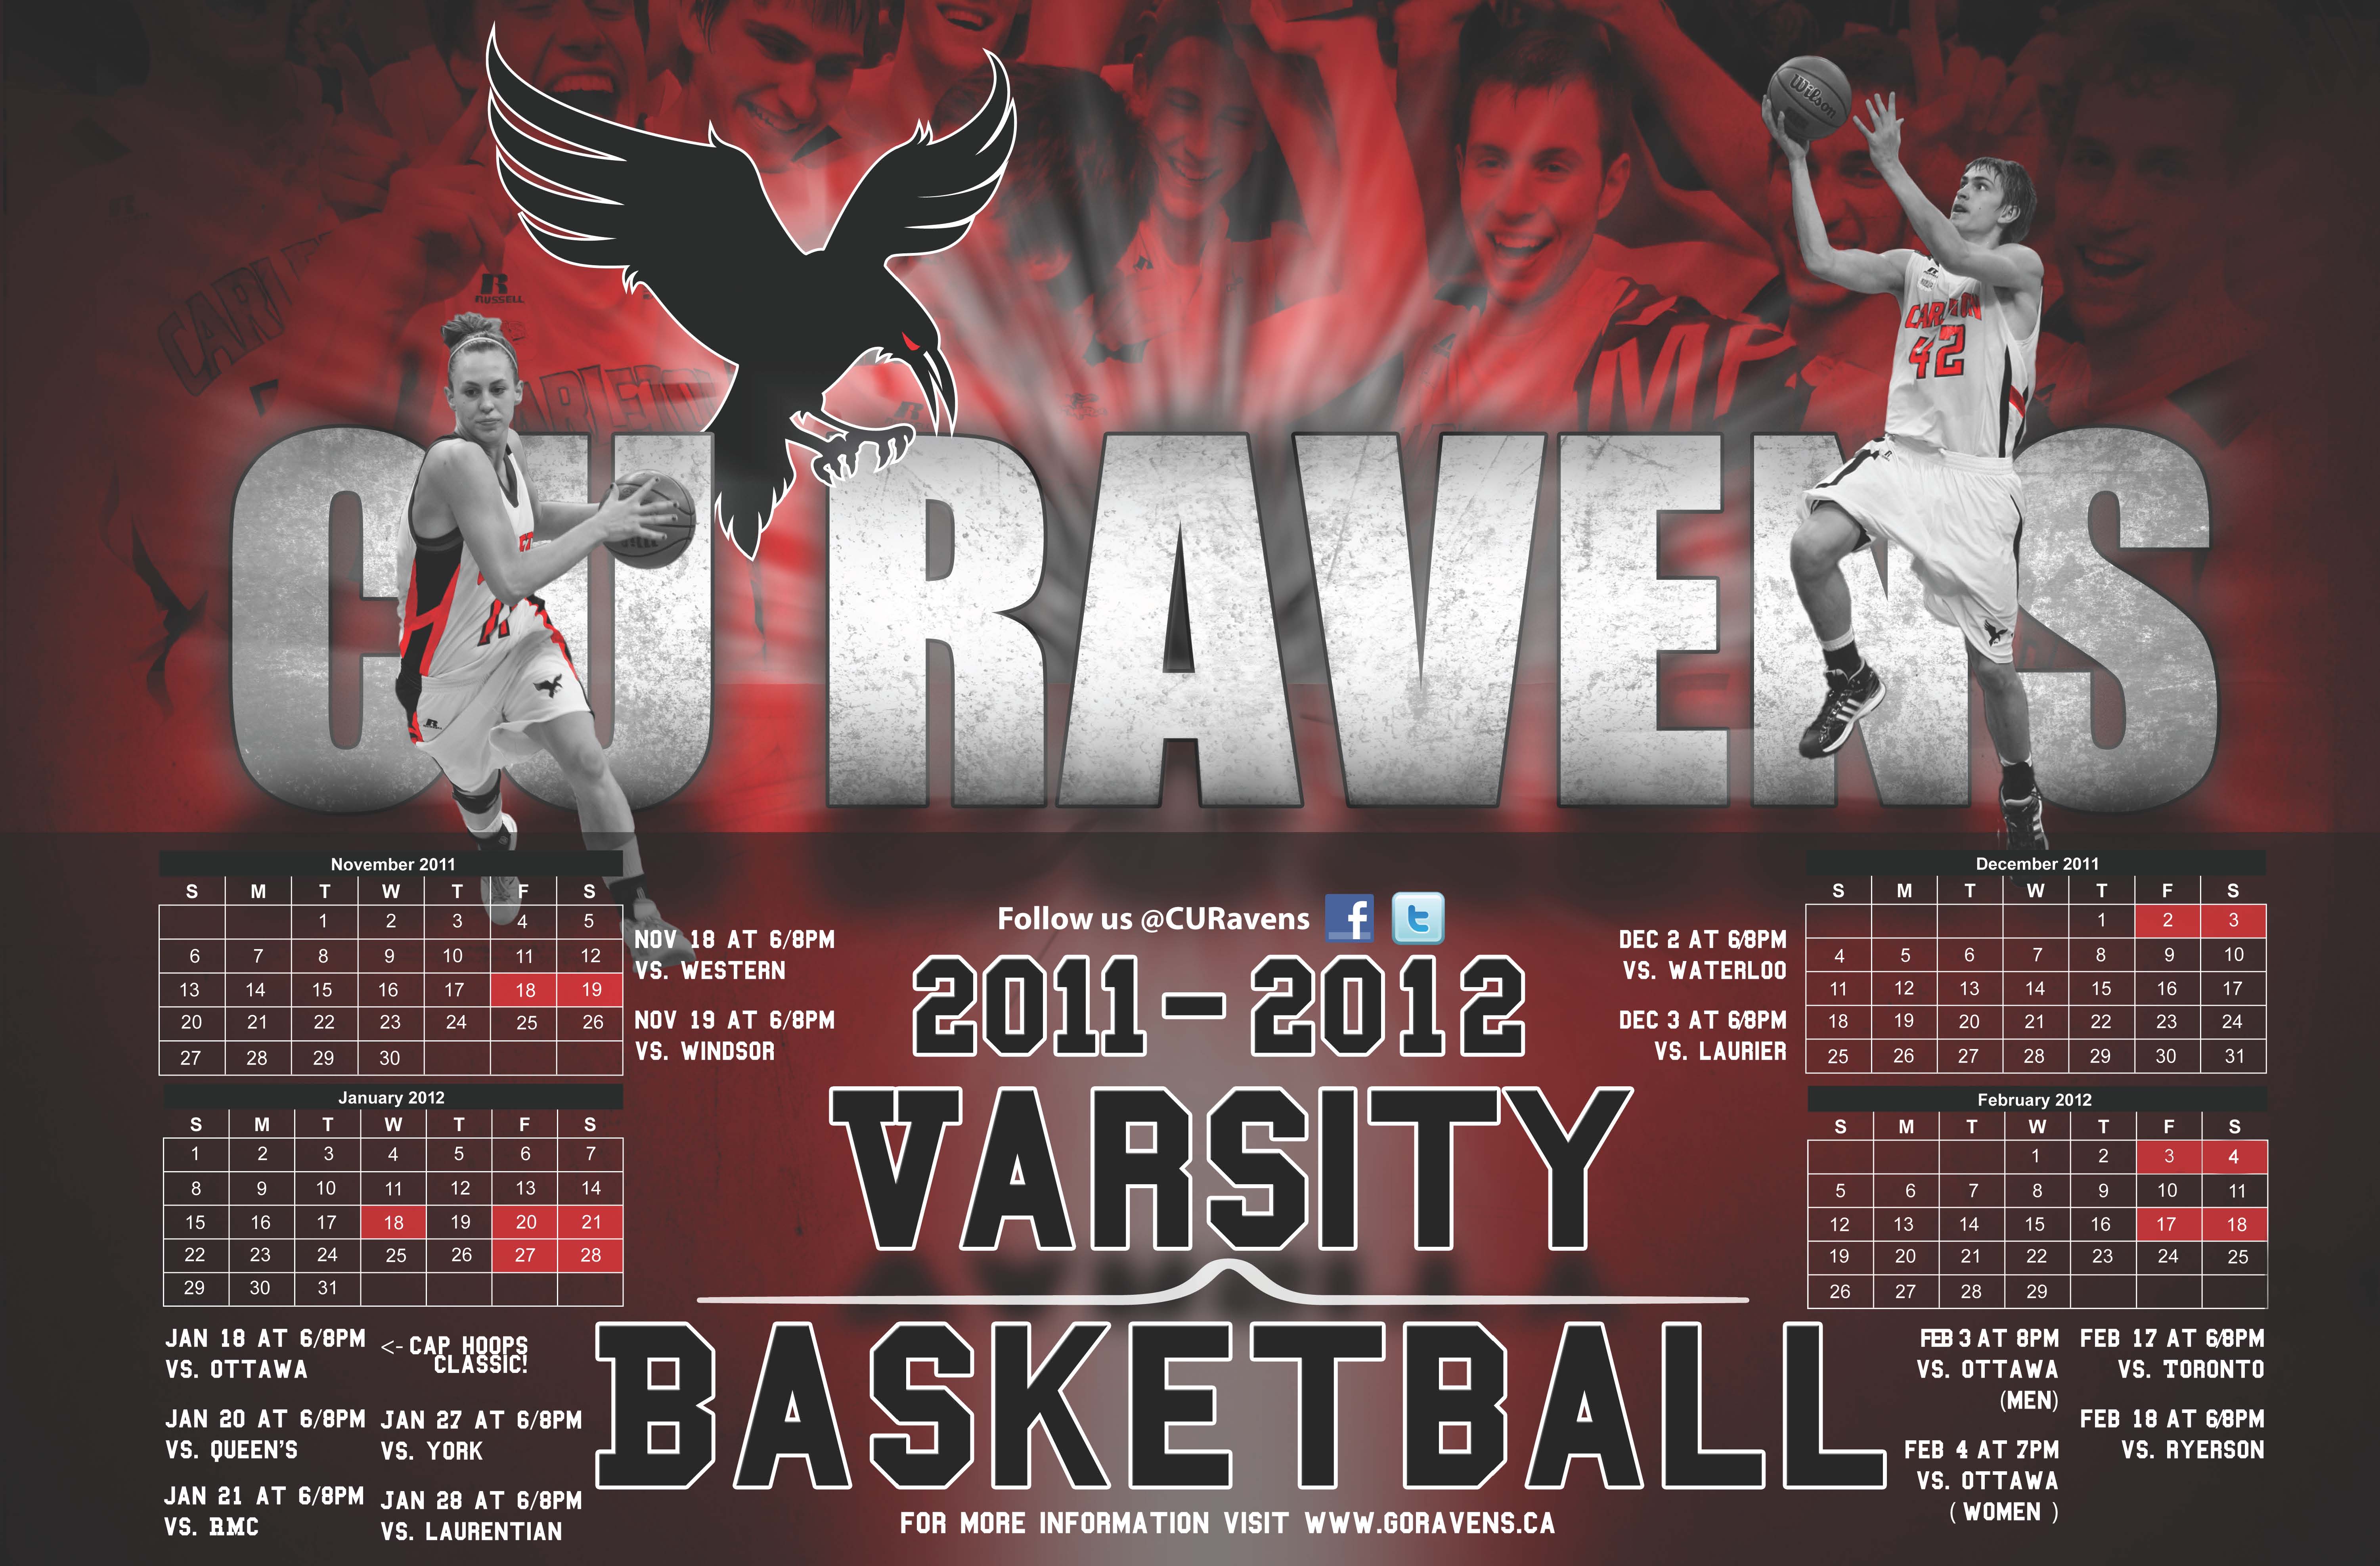 Wilson
RUSSELL
CARLETON
42
CU RAVENS
November 2011
S M T W T F S
1 2 3 4 5
6 7 8 9 10 11 12
13 14 15 16 17 18 19
20 21 22 23 24 25 26
27 28 29 30
NOV 18 AT 6/8PM
VS. WESTERN
NOV 19 AT 6/8PM
VS. WINDSOR
January 2012
S M T W T F S
1 2 3 4 5 6 7
8 9 10 11 12 13 14
15 16 17 18 19 20 21
22 23 24 25 26 27 28
29 30 31
JAN 18 AT 6/8PM
VS. OTTAWA
<- CAP HOOPS
CLASSIC!
JAN 20 AT 6/8PM
VS. QUEEN'S
JAN 21 AT 6/8PM
VS. RMC
JAN 27 AT 6/8PM
VS. YORK
JAN 28 AT 6/8PM
VS. LAURENTIAN
Follow us @CURavens f t
2011-2012
VARSITY
BASKETBALL
FOR MORE INFORMATION VISIT WWW.GORAVENS.CA
December 2011
S M T W T F S
1 2 3
4 5 6 7 8 9 10
11 12 13 14 15 16 17
18 19 20 21 22 23 24
25 26 27 28 29 30 31
DEC 2 AT 6/8PM
VS. WATERLOO
DEC 3 AT 6/8PM
VS. LAURIER
February 2012
S M T W T F S
1 2 3 4
5 6 7 8 9 10 11
12 13 14 15 16 17 18
19 20 21 22 23 24 25
26 27 28 29
FEB 3 AT 8PM
VS. OTTAWA
(MEN)
FEB 4 AT 7PM
VS. OTTAWA
( WOMEN )
FEB 17 AT 6/8PM
VS. TORONTO
FEB 18 AT 6/8PM
VS. RYERSON